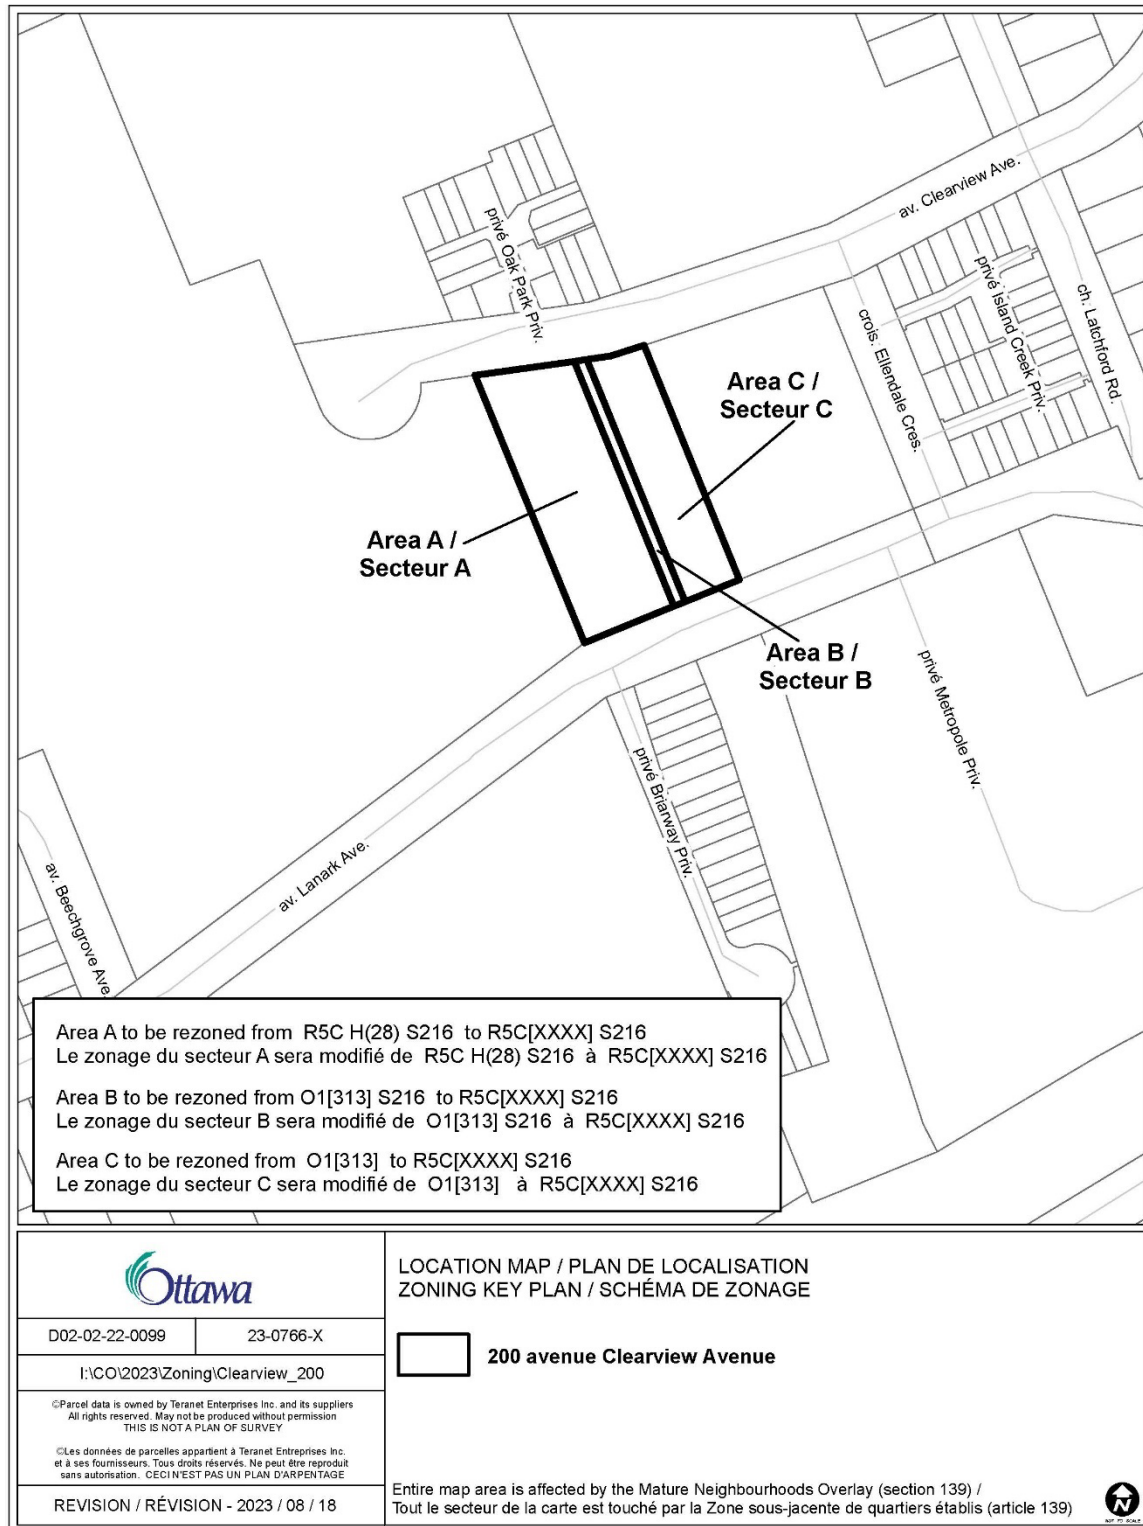 av. Clearview Ave.
privé Oak Park Priv.
privé Island Creek Priv.
ch. Latchford Rd.
crois. Ellendale Cres.
Area C /
Secteur C
Area A /
Secteur A
Area B /
Secteur B
privé Metropole Priv.
privé Briarway Priv.
av. Lanark Ave.
av. Beechgrove Ave.
Area A to be rezoned from R5C H(28) S216 to R5C[XXXX] S216
Le zonage du secteur A sera modifié de R5C H(28) S216 à R5C[XXXX] S216
Area B to be rezoned from O1[313] S216 to R5C[XXXX] S216
Le zonage du secteur B sera modifié de O1[313] S216 à R5C[XXXX] S216
Area C to be rezoned from O1[313] to R5C[XXXX] S216
Le zonage du secteur C sera modifié de O1[313] à R5C[XXXX] S216
Ottawa
D02-02-22-0099
23-0766-X
I:\CO\2023\Zoning\Clearview_200
©Parcel data is owned by Teranet Enterprises Inc. and its suppliers
All rights reserved. May not be produced without permission
THIS IS NOT A PLAN OF SURVEY
©Les données de parcelles appartient à Teranet Entreprises Inc.
et à ses fournisseurs. Tous droits réservés. Ne peut être reproduit
sans autorisation. CECI N'EST PAS UN PLAN D'ARPENTAGE
REVISION / RÉVISION - 2023 / 08 / 18
LOCATION MAP / PLAN DE LOCALISATION
ZONING KEY PLAN / SCHÉMA DE ZONAGE
200 avenue Clearview Avenue
Entire map area is affected by the Mature Neighbourhoods Overlay (section 139) /
Tout le secteur de la carte est touché par la Zone sous-jacente de quartiers établis (article 139)
N
NOT TO SCALE